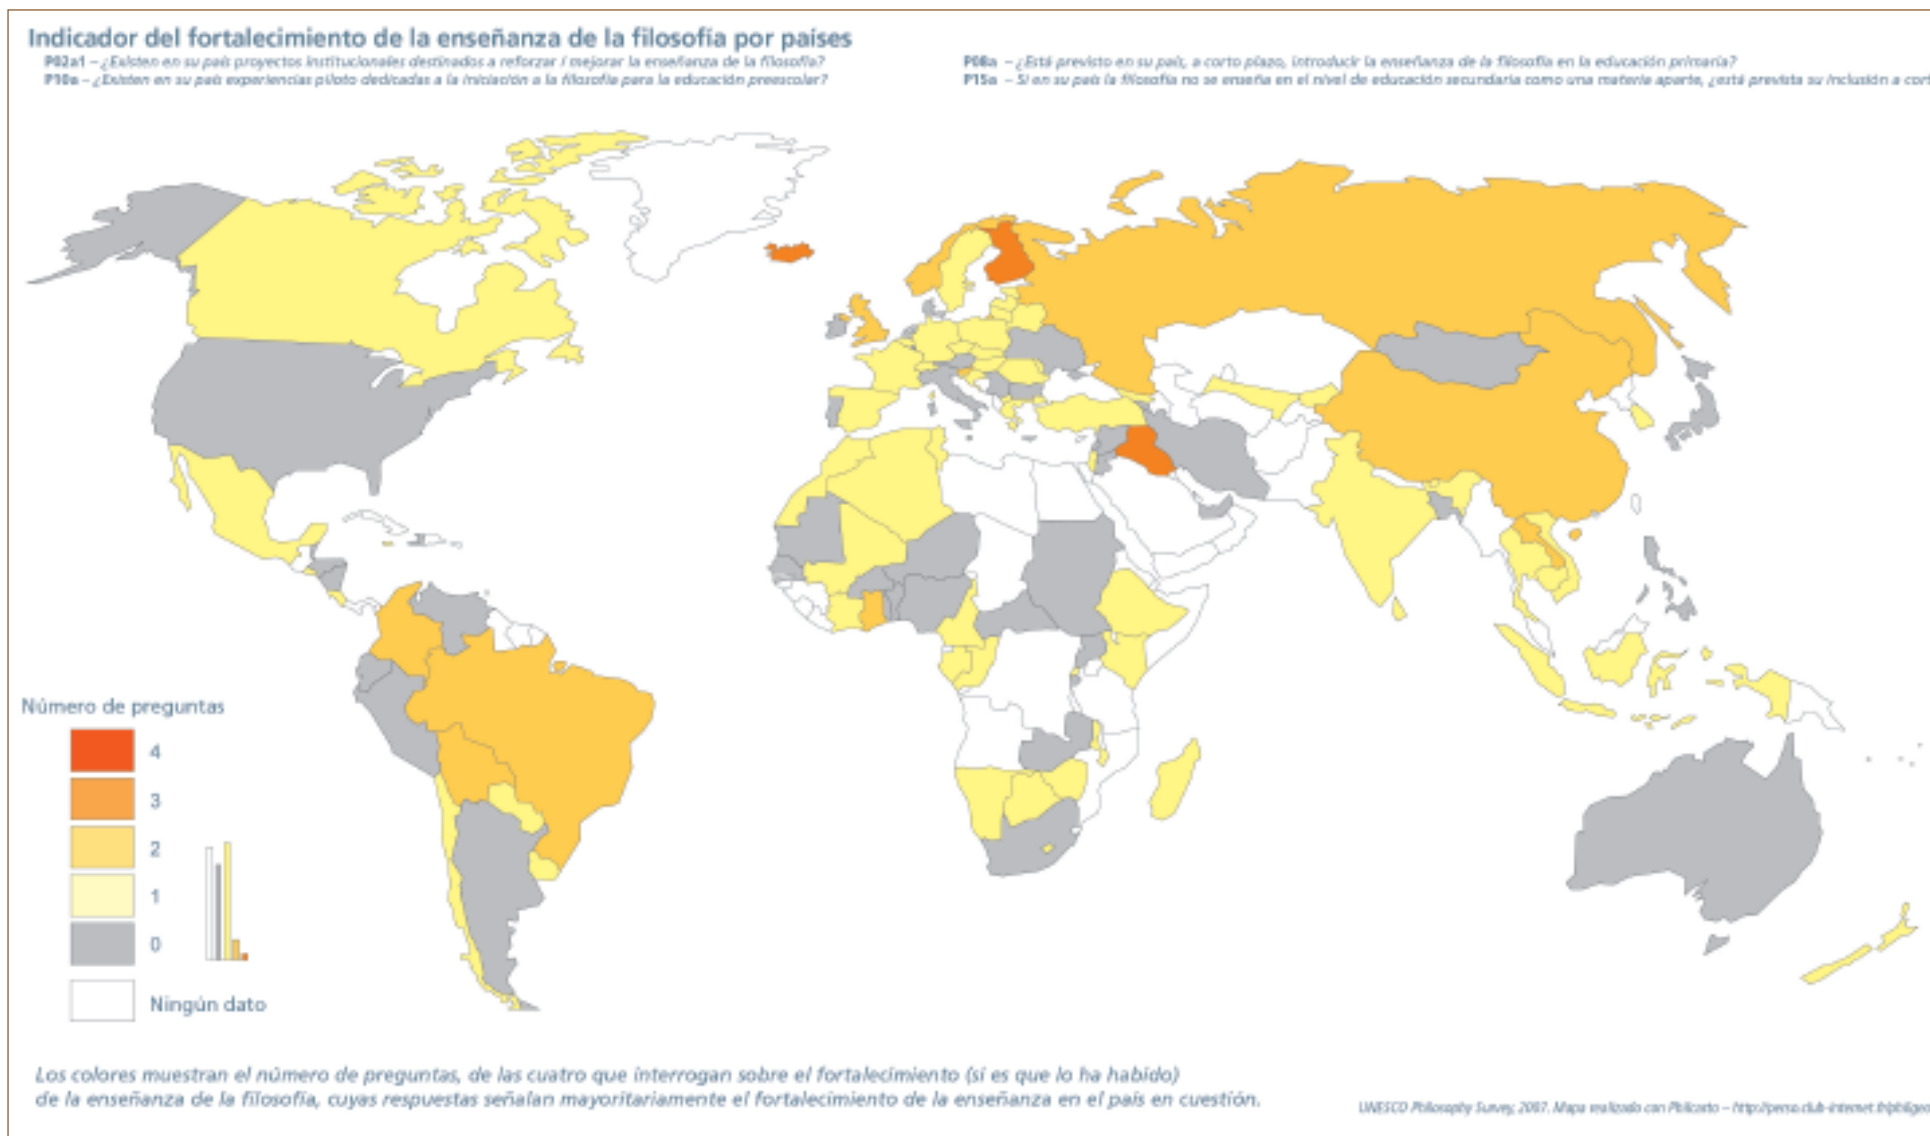 Indicador del fortalecimiento de la enseñanza de la filosofía por países
P02a1 – ¿Existen en su país proyectos institucionales destinados a reforzar / mejorar la enseñanza de la filosofía?
P10a – ¿Existen en su país experiencias piloto dedicadas a la iniciación a la filosofía para la educación preescolar?
P08a – ¿Está previsto en su país, a corto plazo, introducir la enseñanza de la filosofía en la educación primaria?
P15a – Si en su país la filosofía no se enseña en el nivel de educación secundaria como una materia aparte, ¿está prevista su inclusión a cort
Número de preguntas
4
3
2
1
0
Ningún dato
Los colores muestran el número de preguntas, de las cuatro que interrogan sobre el fortalecimiento (si es que lo ha habido)
de la enseñanza de la filosofía, cuyas respuestas señalan mayoritariamente el fortalecimiento de la enseñanza en el país en cuestión.
UNESCO Philosophy Survey, 2007. Mapa realizado con Philcarto –